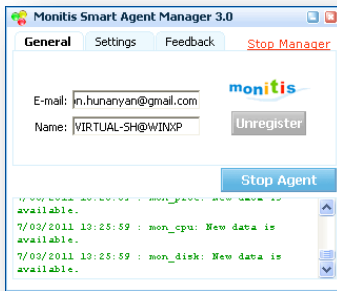 Monitis Smart Agent Manager 3.0
General Settings Feedback Stop Manager
monitis
E-mail: n.hunanyan@gmail.com
Name: VIRTUAL-SH@WINXP
Unregister
Stop Agent
available.
7/03/2011 13:25:59 : mon_cpu: New data is
available.
7/03/2011 13:25:59 : mon_disk: New data is
available.